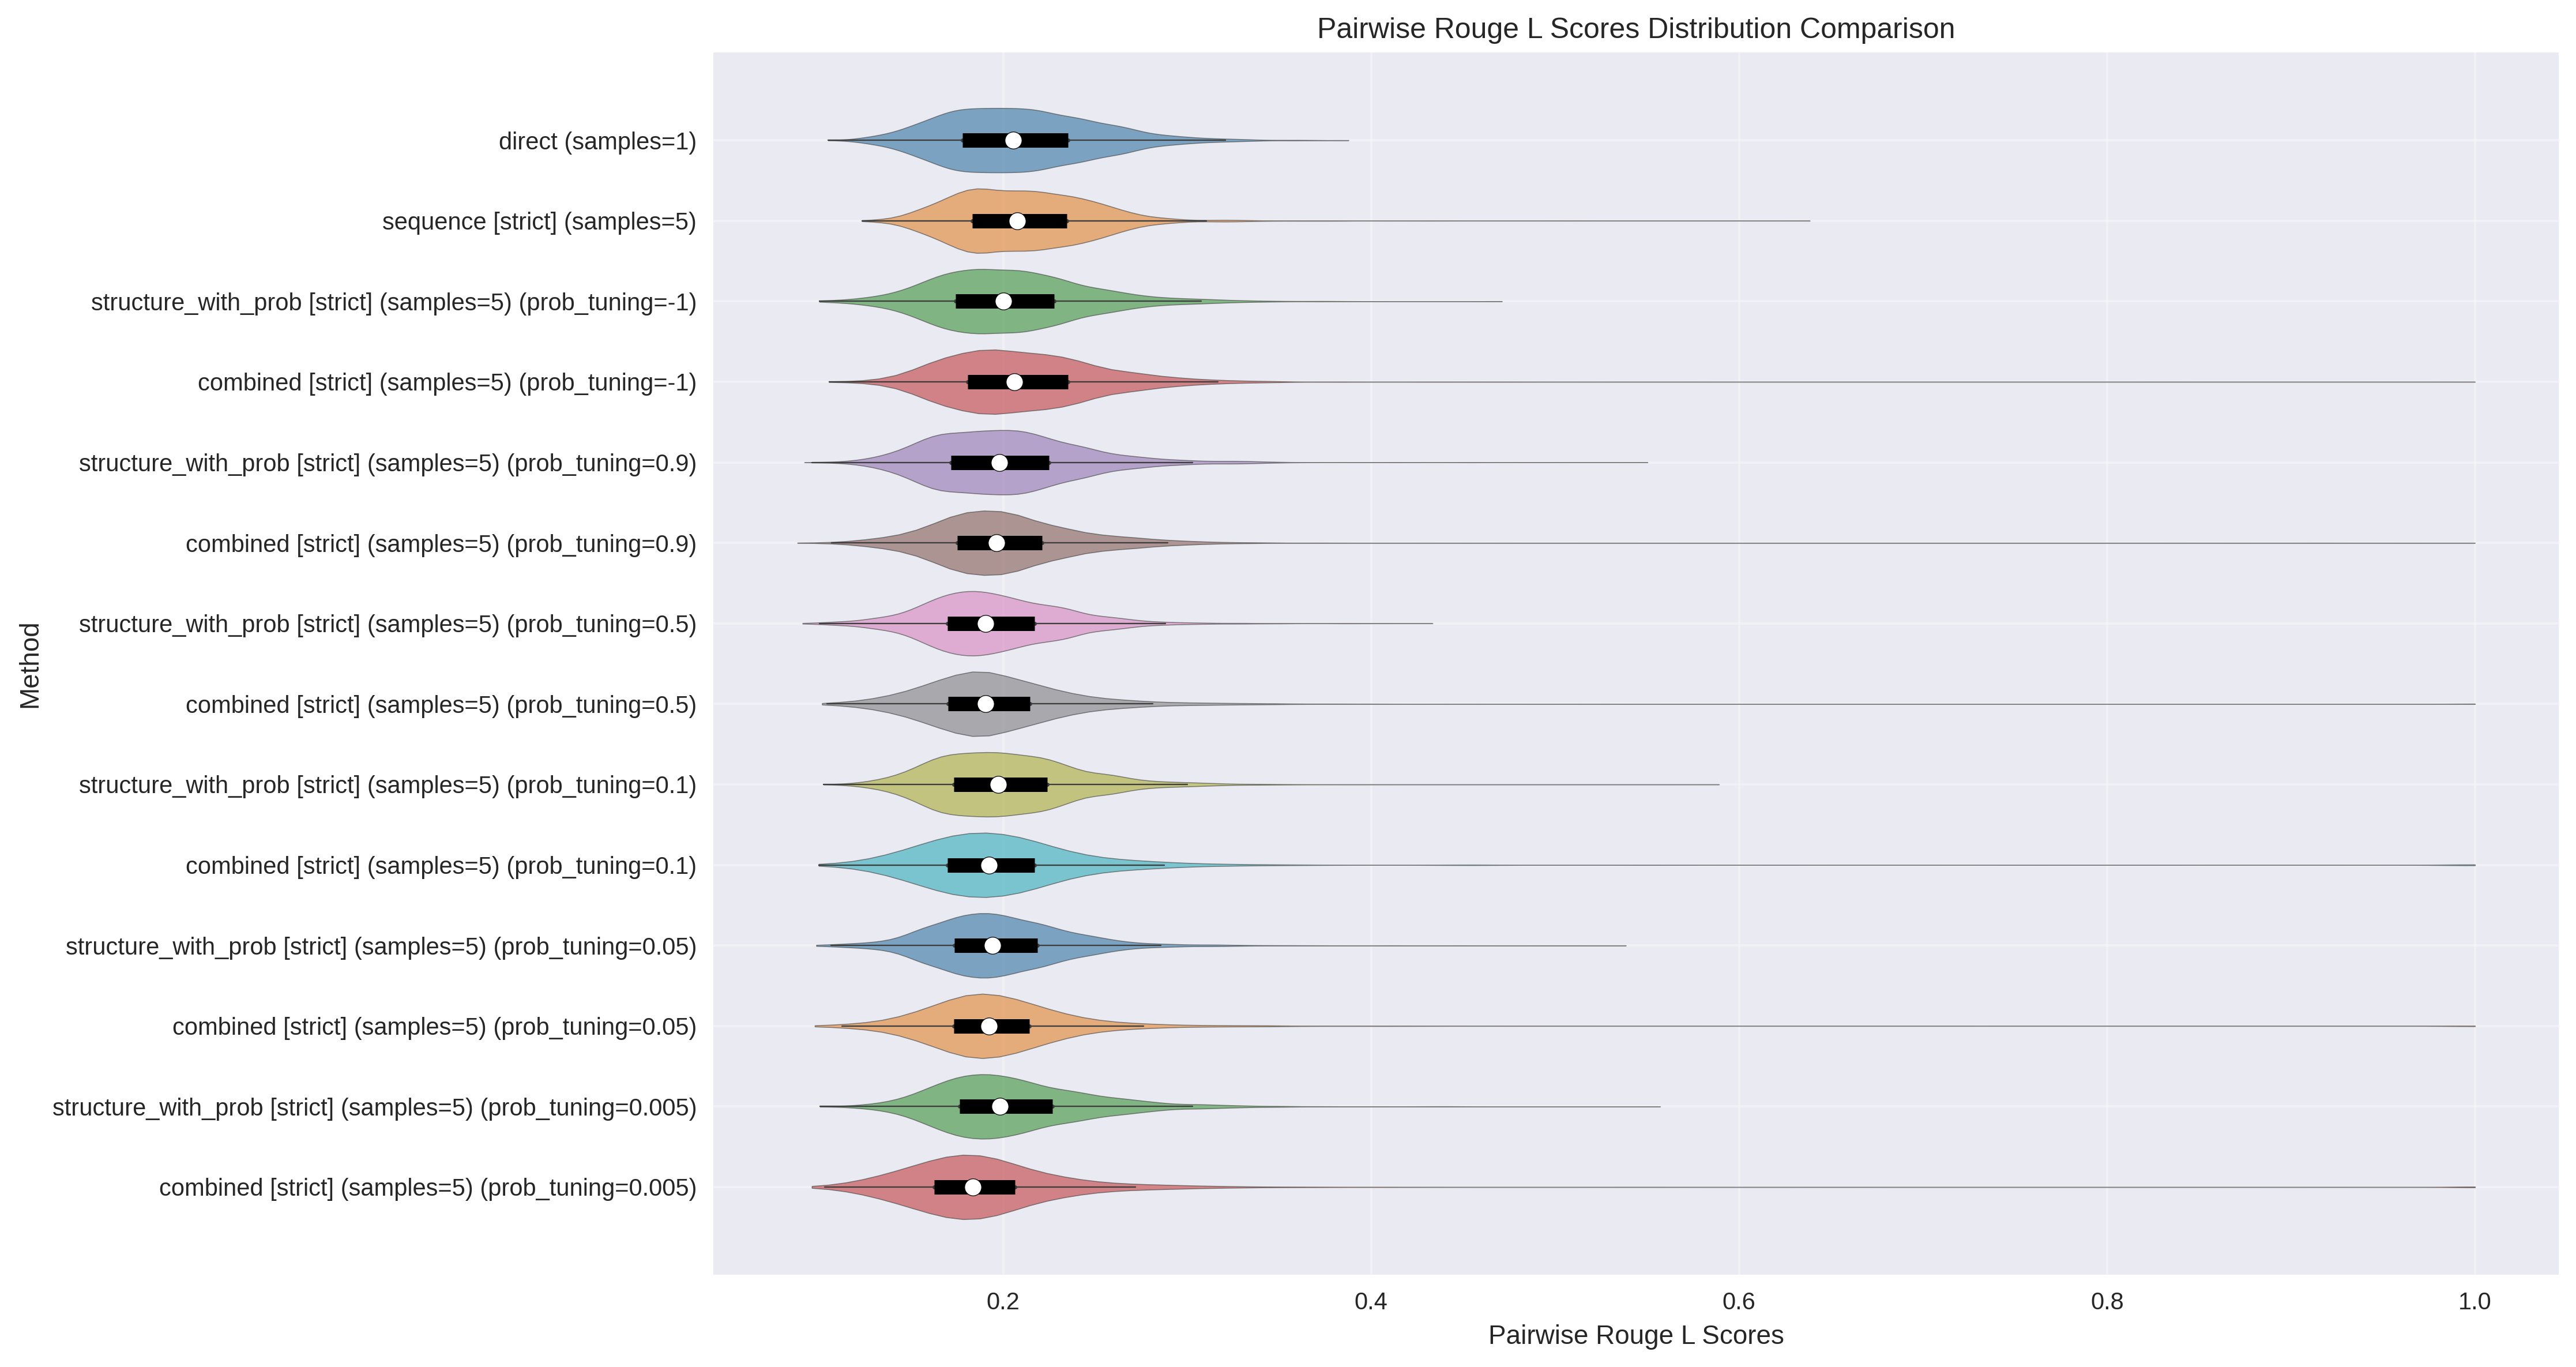 Pairwise Rouge L Scores Distribution Comparison
direct (samples=1)
sequence [strict] (samples=5)
structure_with_prob [strict] (samples=5) (prob_tuning=-1)
combined [strict] (samples=5) (prob_tuning=-1)
structure_with_prob [strict] (samples=5) (prob_tuning=0.9)
combined [strict] (samples=5) (prob_tuning=0.9)
structure_with_prob [strict] (samples=5) (prob_tuning=0.5)
combined [strict] (samples=5) (prob_tuning=0.5)
structure_with_prob [strict] (samples=5) (prob_tuning=0.1)
combined [strict] (samples=5) (prob_tuning=0.1)
structure_with_prob [strict] (samples=5) (prob_tuning=0.05)
combined [strict] (samples=5) (prob_tuning=0.05)
structure_with_prob [strict] (samples=5) (prob_tuning=0.005)
combined [strict] (samples=5) (prob_tuning=0.005)
Method
0.2 0.4 0.6 0.8 1.0
Pairwise Rouge L Scores